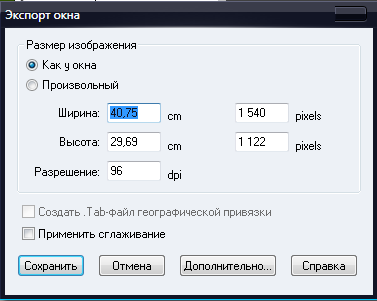 Экспорт окна
Размер изображения
Как у окна
Произвольный
Ширина: 40,75 cm 1 540 pixels
Высота: 29,69 cm 1 122 pixels
Разрешение: 96 dpi
Создать .Tab-файл географической привязки
Применить сглаживание
Сохранить Отмена Дополнительно... Справка